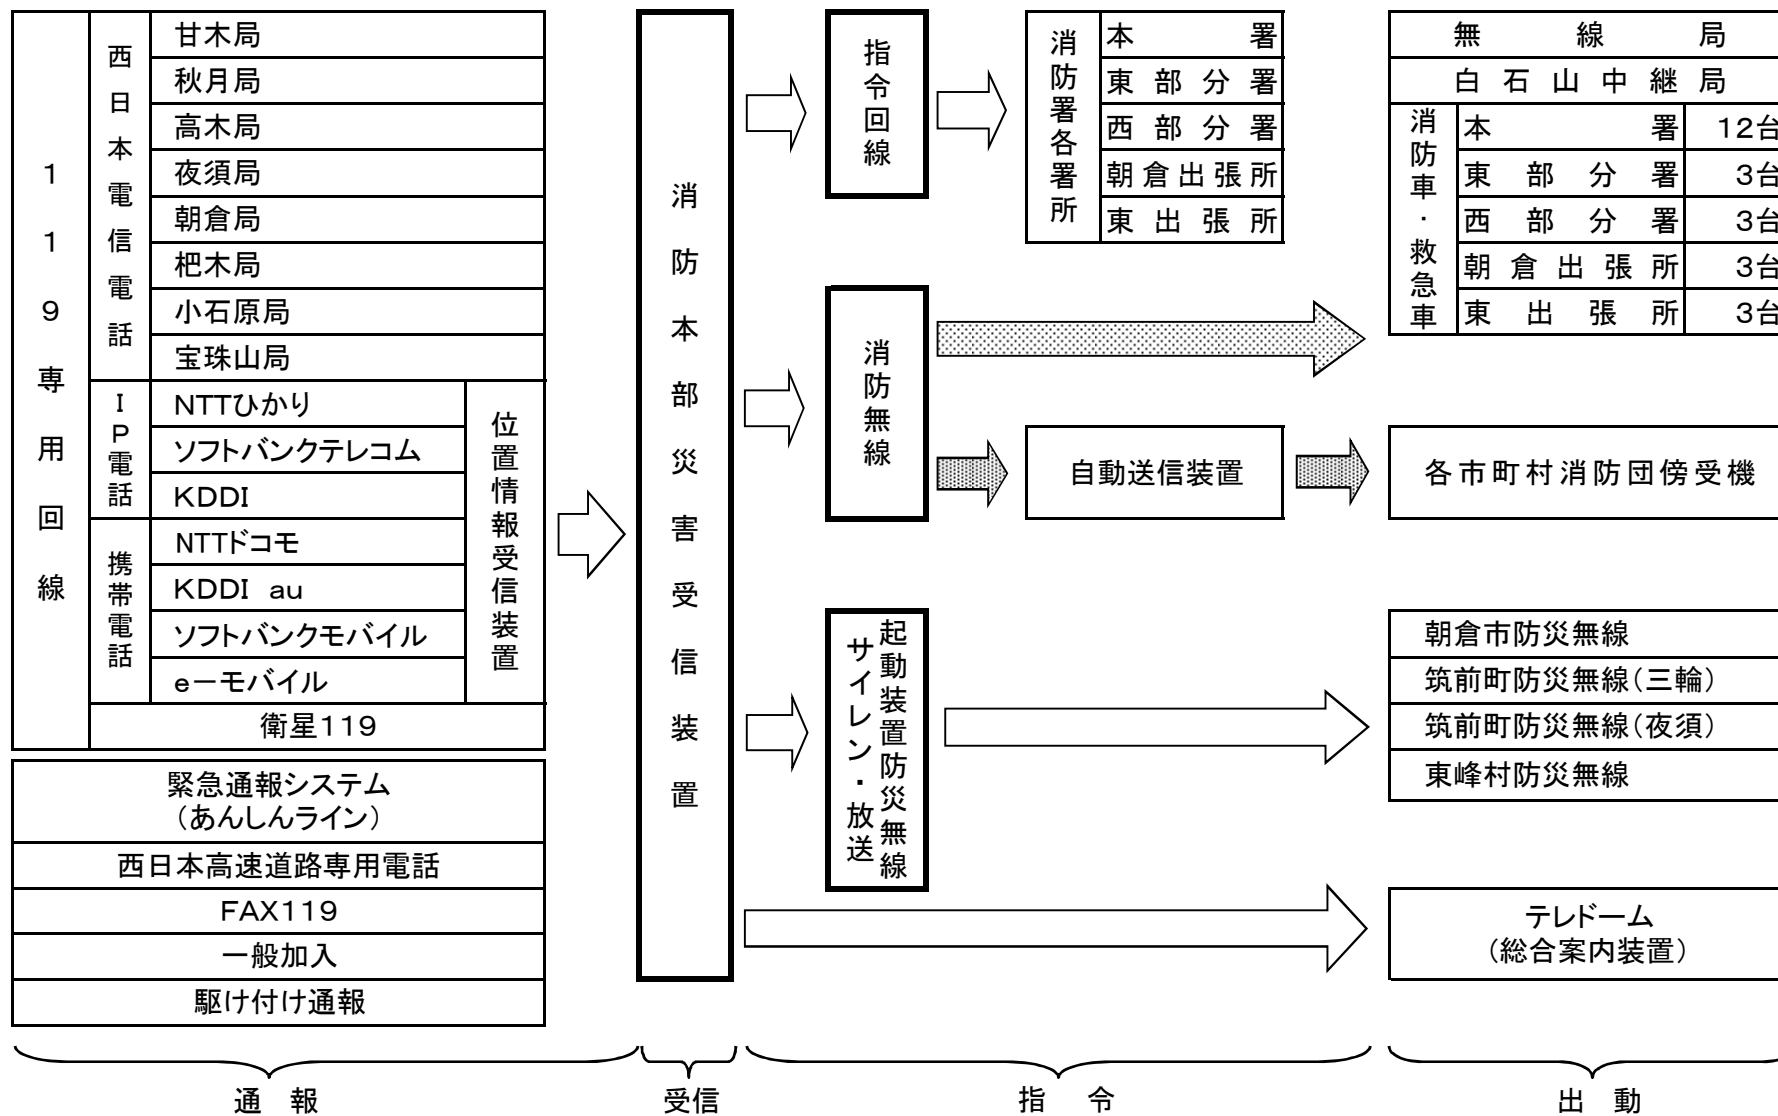 119専用回線
西日本電信電話
甘木局
秋月局
高木局
夜須局
朝倉局
杷木局
小石原局
宝珠山局
IP電話
NTTひかり
ソフトバンクテレコム
KDDI
携帯電話
NTTドコモ
KDDI au
ソフトバンクモバイル
e－モバイル
位置情報受信装置
衛星119
緊急通報システム
（あんしんライン）
西日本高速道路専用電話
FAX119
一般加入
駆け付け通報
消防本部災害受信装置
指令回線
消防署各署所
本署
東部分署
西部分署
朝倉出張所
東出張所
消防無線
自動送信装置
起動装置防災無線
サイレン・放送
無線局
白石山中継局
消防車・救急車
本署 12台
東部分署 3台
西部分署 3台
朝倉出張所 3台
東出張所 3台
各市町村消防団傍受機
朝倉市防災無線
筑前町防災無線（三輪）
筑前町防災無線（夜須）
東峰村防災無線
テレドーム
（総合案内装置）
通 報
受信
指 令
出 動